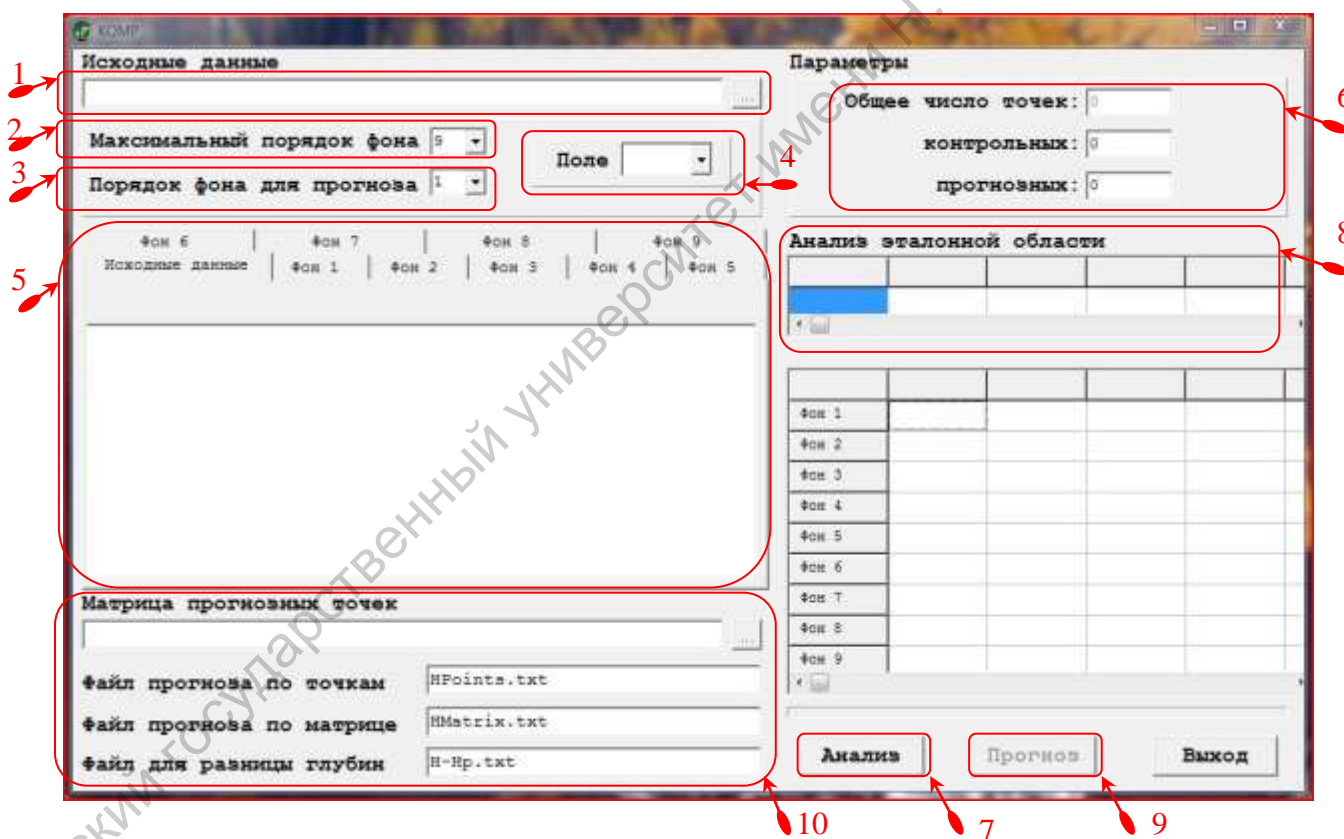 KOMP
Исходные данные
Параметры
1
...
Общее число точек: 0
6
2
Максимальный порядок фона 9
контрольных: 0
Поле
4
3
Порядок фона для прогноза 1
прогнозных: 0
5
Фон 6 Фон 7 Фон 8 Фон 9
Исходные данные Фон 1 Фон 2 Фон 3 Фон 4 Фон 5
Анализ эталонной области
8
Фон 1
Фон 2
Фон 3
Фон 4
Фон 5
Фон 6
Фон 7
Фон 8
Фон 9
Матрица прогнозных точек
...
Файл прогноза по точкам HPoints.txt
Файл прогноза по матрице HMatrix.txt
Файл для разницы глубин H-Hp.txt
Анализ Прогноз Выход
10
7
9
государственный университет имени Н.